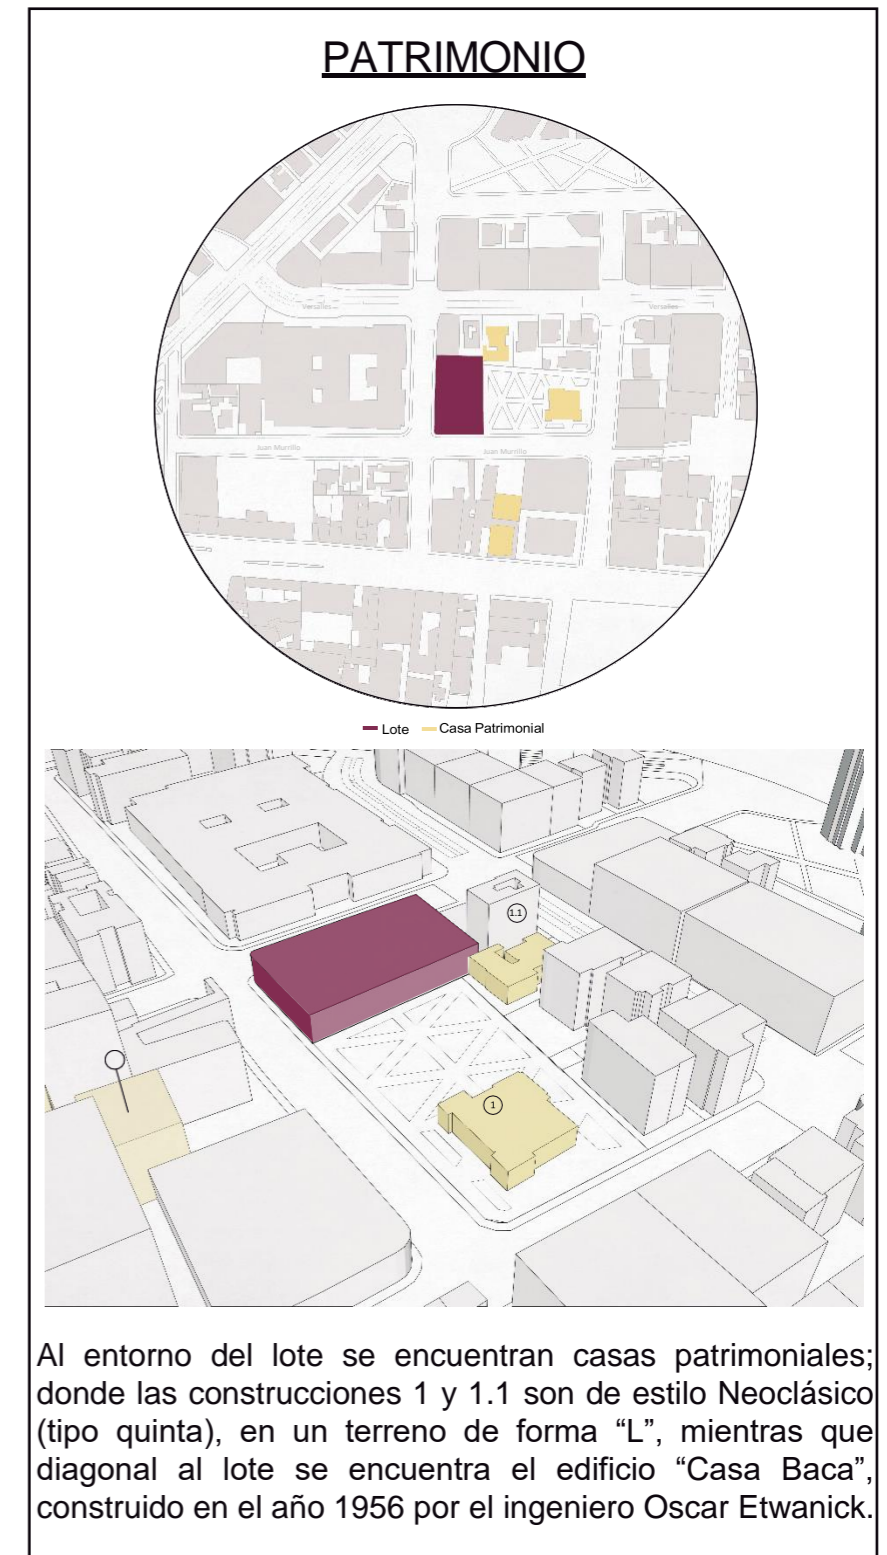 PATRIMONIO
Versalles
Versalles
Juan Murillo
Juan Murillo
Lote
Casa Patrimonial
1.1
1
Al entorno del lote se encuentran casas patrimoniales;
donde las construcciones 1 y 1.1 son de estilo Neoclásico
(tipo quinta), en un terreno de forma “L”, mientras que
diagonal al lote se encuentra el edificio “Casa Baca”,
construido en el año 1956 por el ingeniero Oscar Etwanick.